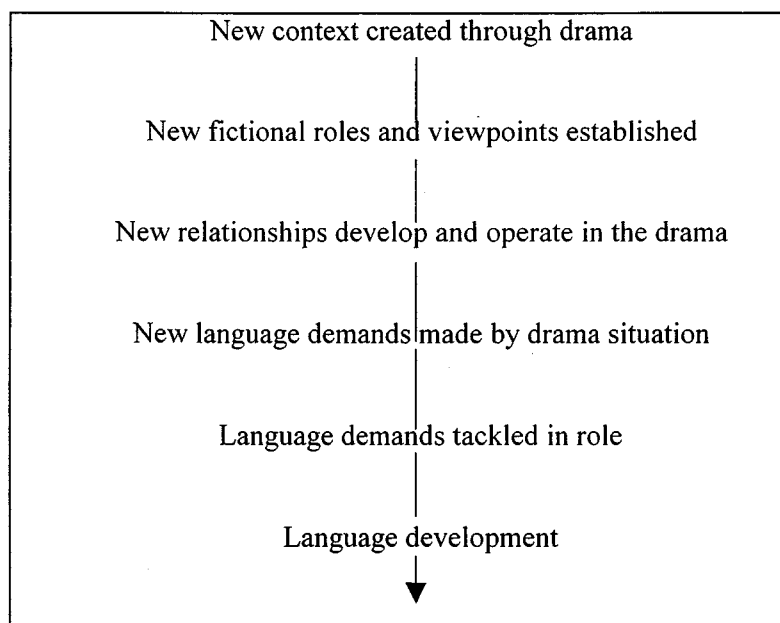 New context created through drama
New fictional roles and viewpoints established
New relationships develop and operate in the drama
New language demands made by drama situation
Language demands tackled in role
Language development